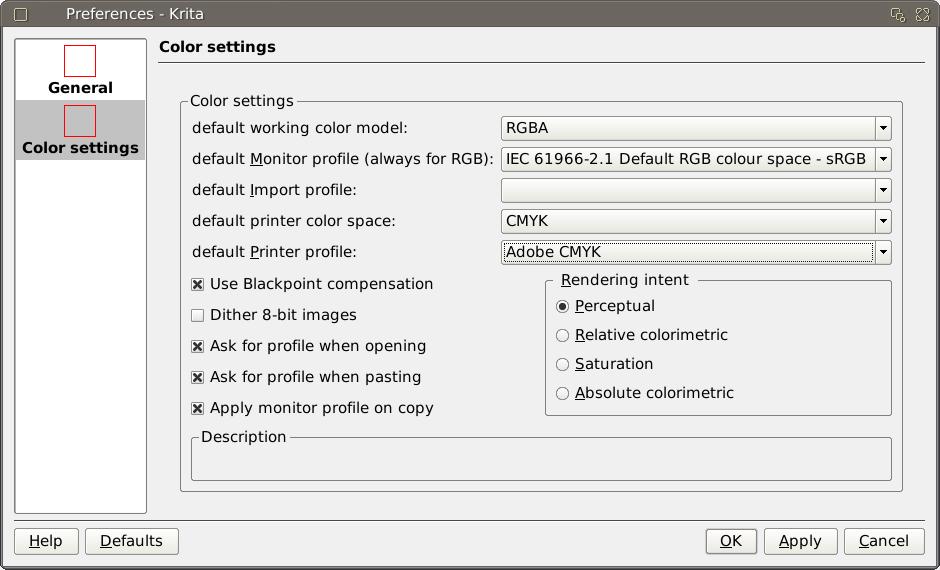 Preferences - Krita
General
Color settings
Color settings
Color settings
default working color model: RGBA
default Monitor profile (always for RGB): IEC 61966-2.1 Default RGB colour space - sRGB
default Import profile:
default printer color space: CMYK
default Printer profile: Adobe CMYK
Use Blackpoint compensation
Dither 8-bit images
Ask for profile when opening
Ask for profile when pasting
Apply monitor profile on copy
Rendering intent
Perceptual
Relative colorimetric
Saturation
Absolute colorimetric
Description
Help Defaults OK Apply Cancel